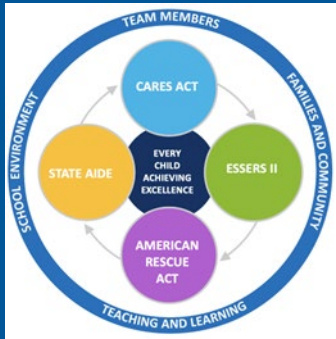 TEAM MEMBERS
CARES ACT
SCHOOL ENVIRONMENT
FAMILIES AND COMMUNITY
STATE AIDE
EVERY
CHILD
ACHIEVING
EXCELLENCE
ESSERS II
AMERICAN
RESCUE
ACT
TEACHING AND LEARNING